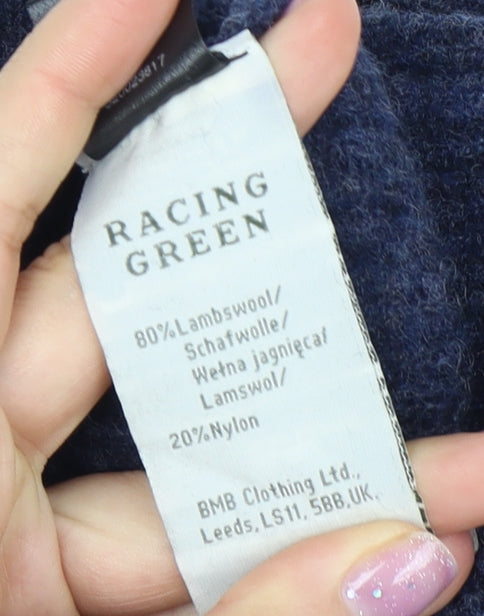 RACING
GREEN
80%Lambswool/
Schafwolle/
Wełna jagnięca/
Lamswol/
20%Nylon
BMB Clothing Ltd.,
Leeds, LS11, 5BB.UK.